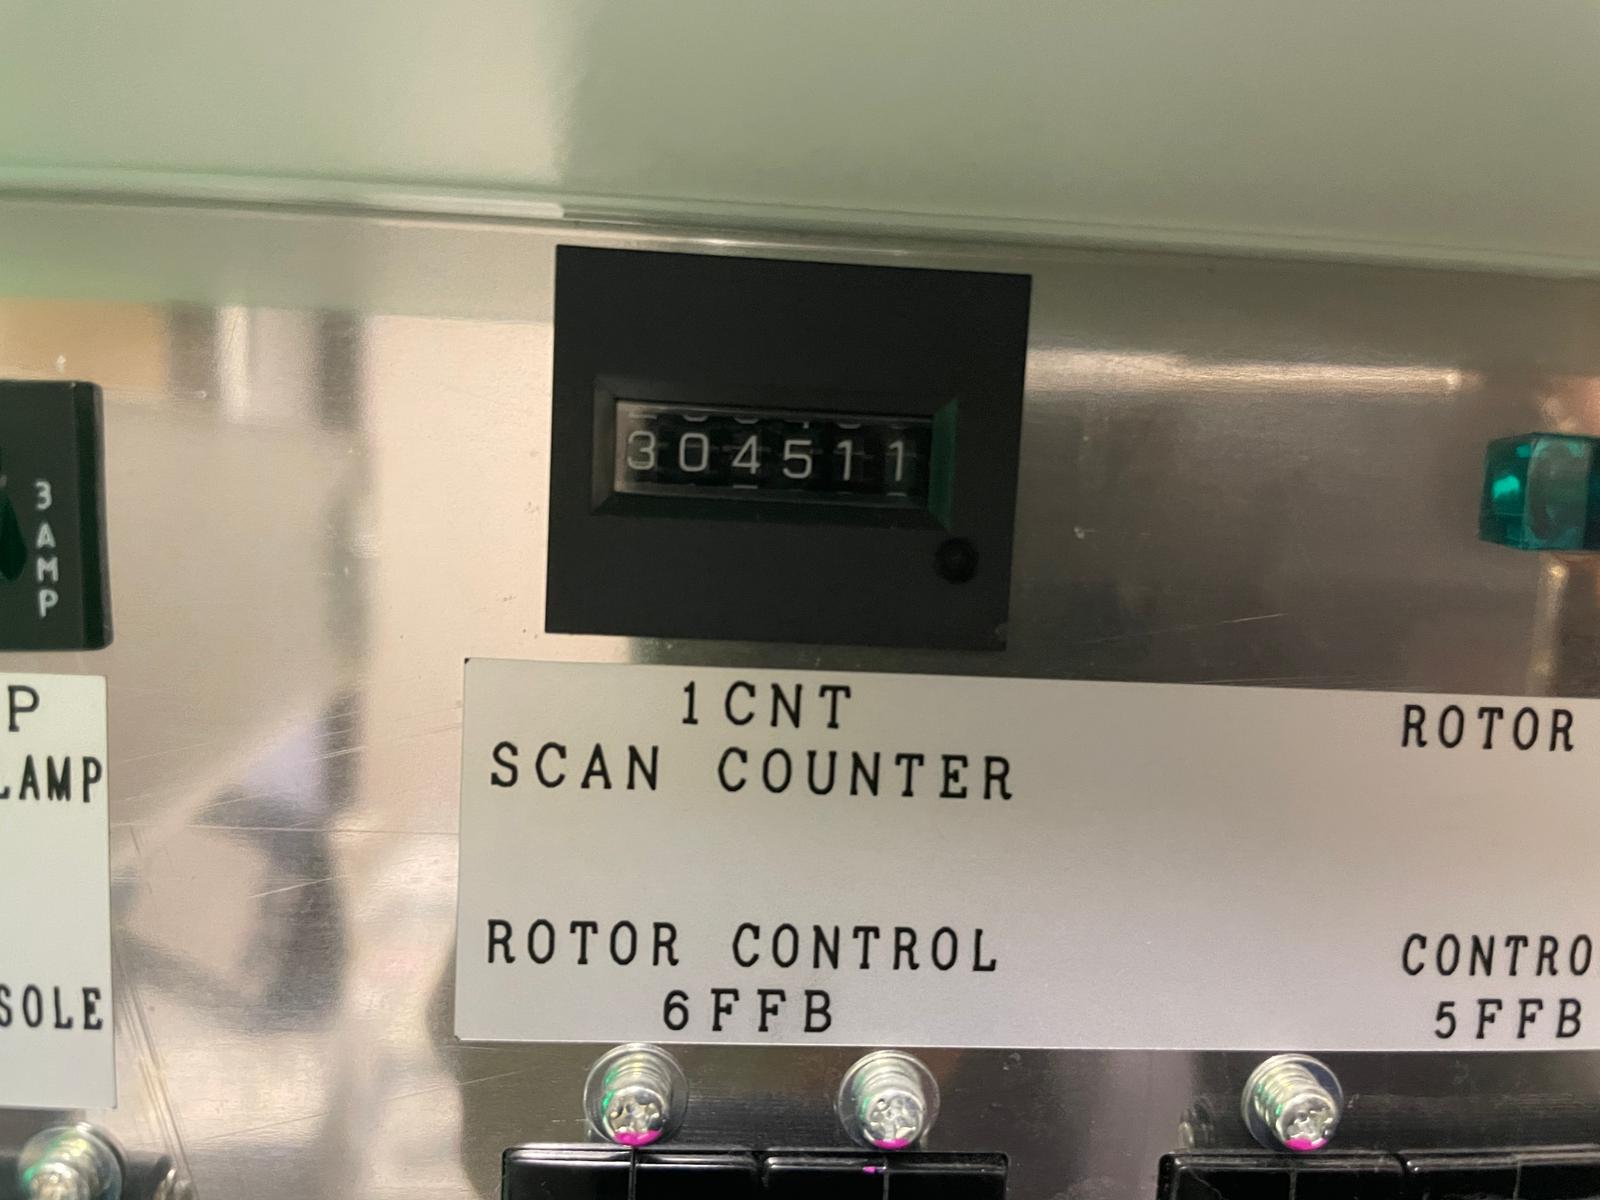 304511
3 AMP
P
LAMP
SOLE
1CNT
SCAN COUNTER
ROTOR CONTROL
6FFB
ROTOR
CONTRO
5FFB